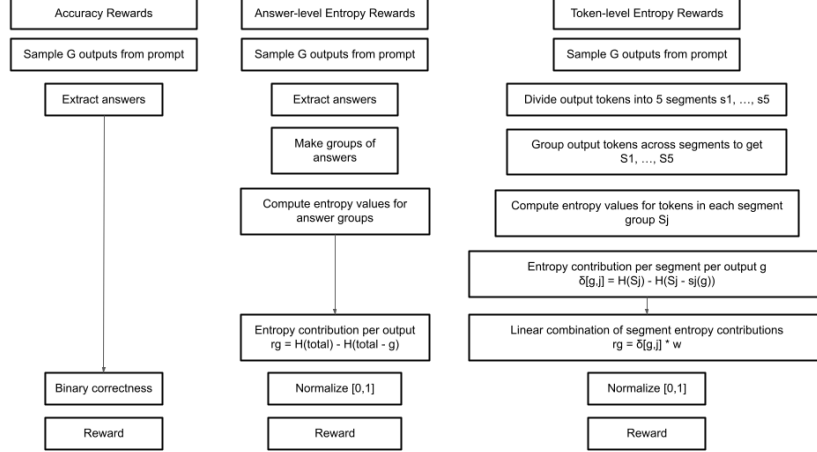 Accuracy Rewards
Sample G outputs from prompt
Extract answers
Binary correctness
Reward
Answer-level Entropy Rewards
Sample G outputs from prompt
Extract answers
Make groups of
answers
Compute entropy values for
answer groups
Entropy contribution per output
rg = H(total) - H(total - g)
Normalize [0,1]
Reward
Token-level Entropy Rewards
Sample G outputs from prompt
Divide output tokens into 5 segments s1, …, s5
Group output tokens across segments to get
S1, …, S5
Compute entropy values for tokens in each segment
group Sj
Entropy contribution per segment per output g
δ[g,j] = H(Sj) - H(Sj - sj(g))
Linear combination of segment entropy contributions
rg = δ[g,j] * w
Normalize [0,1]
Reward